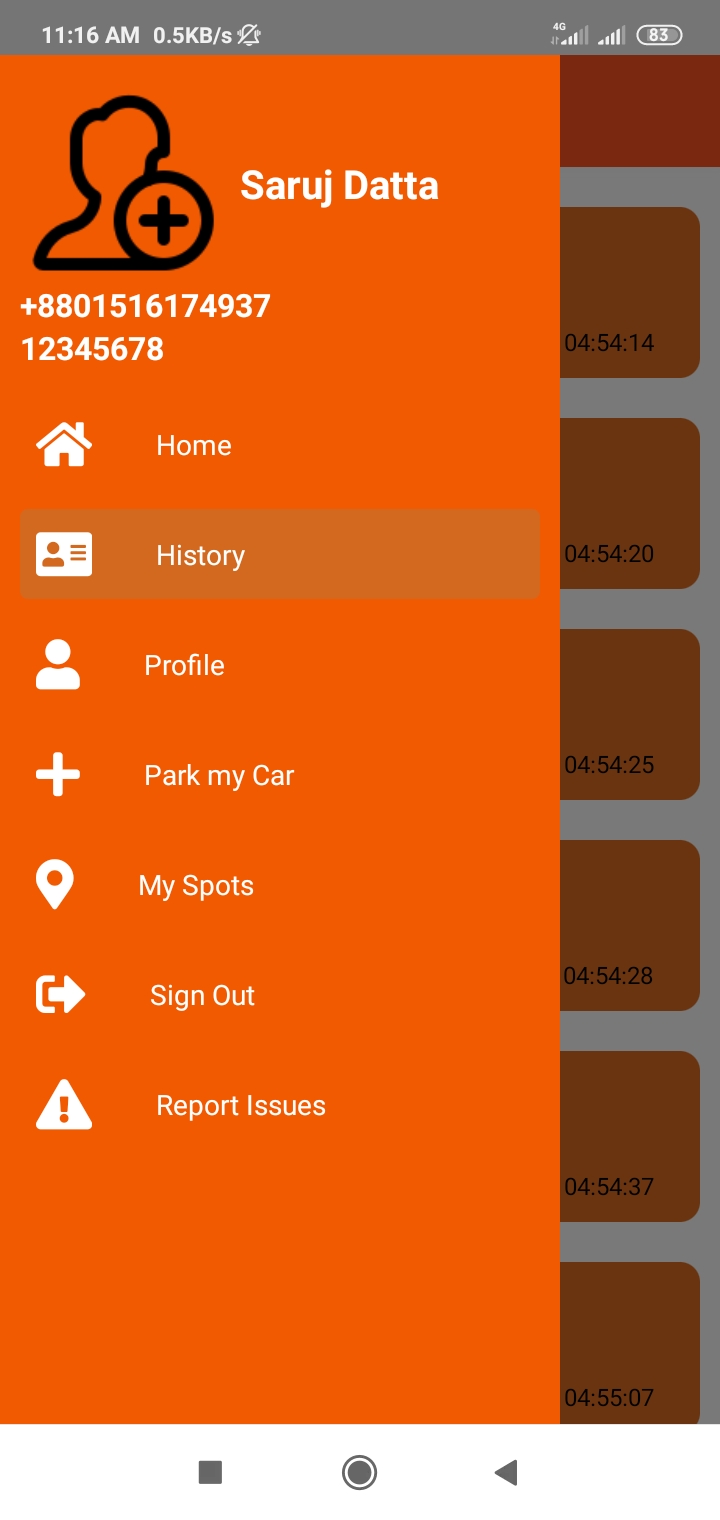 11:16 AM 0.5KB/s 4G 83
Saruj Datta
+8801516174937
12345678
04:54:14
Home
04:54:20
History
Profile
04:54:25
Park my Car
My Spots
04:54:28
Sign Out
Report Issues
04:54:37
04:55:07